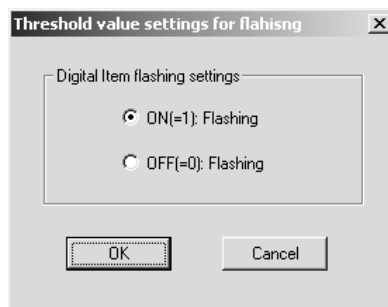 Threshold value settings for flahisng
Digital Item flashing settings
ON(=1): Flashing
OFF(=0): Flashing
OK Cancel